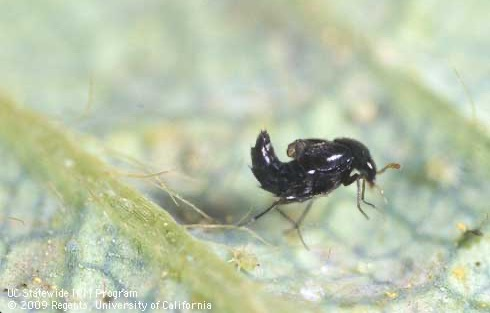 UC Statewide IPM Program
© 2009 Regents, University of California